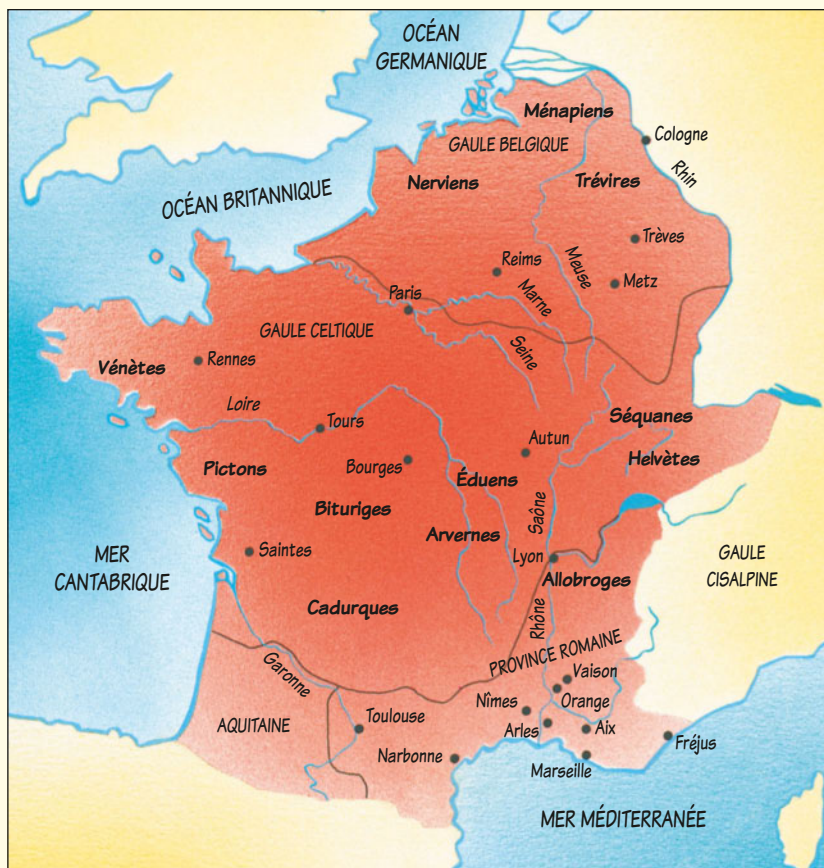 OCÉAN
GERMANIQUE
Ménapiens
GAULE BELGIQUE
Cologne
Nerviens
Trévires
Rhin
OCÉAN BRITANNIQUE
Trèves
Reims
Meuse
Metz
Paris
Marne
GAULE CELTIQUE
Seine
Rennes
Vénètes
Loire
Séquanes
Tours
Autun
Helvètes
Pictons
Bourges
Éduens
Bituriges
Saône
Arvernes
MER
CANTABRIQUE
Saintes
Lyon
GAULE
CISALPINE
Allobroges
Cadurques
Rhône
PROVINCE ROMAINE
Garonne
Vaison
Orange
Nîmes
AQUITAINE
Toulouse
Arles
Aix
Fréjus
Narbonne
Marseille
MER MÉDITERRANÉE